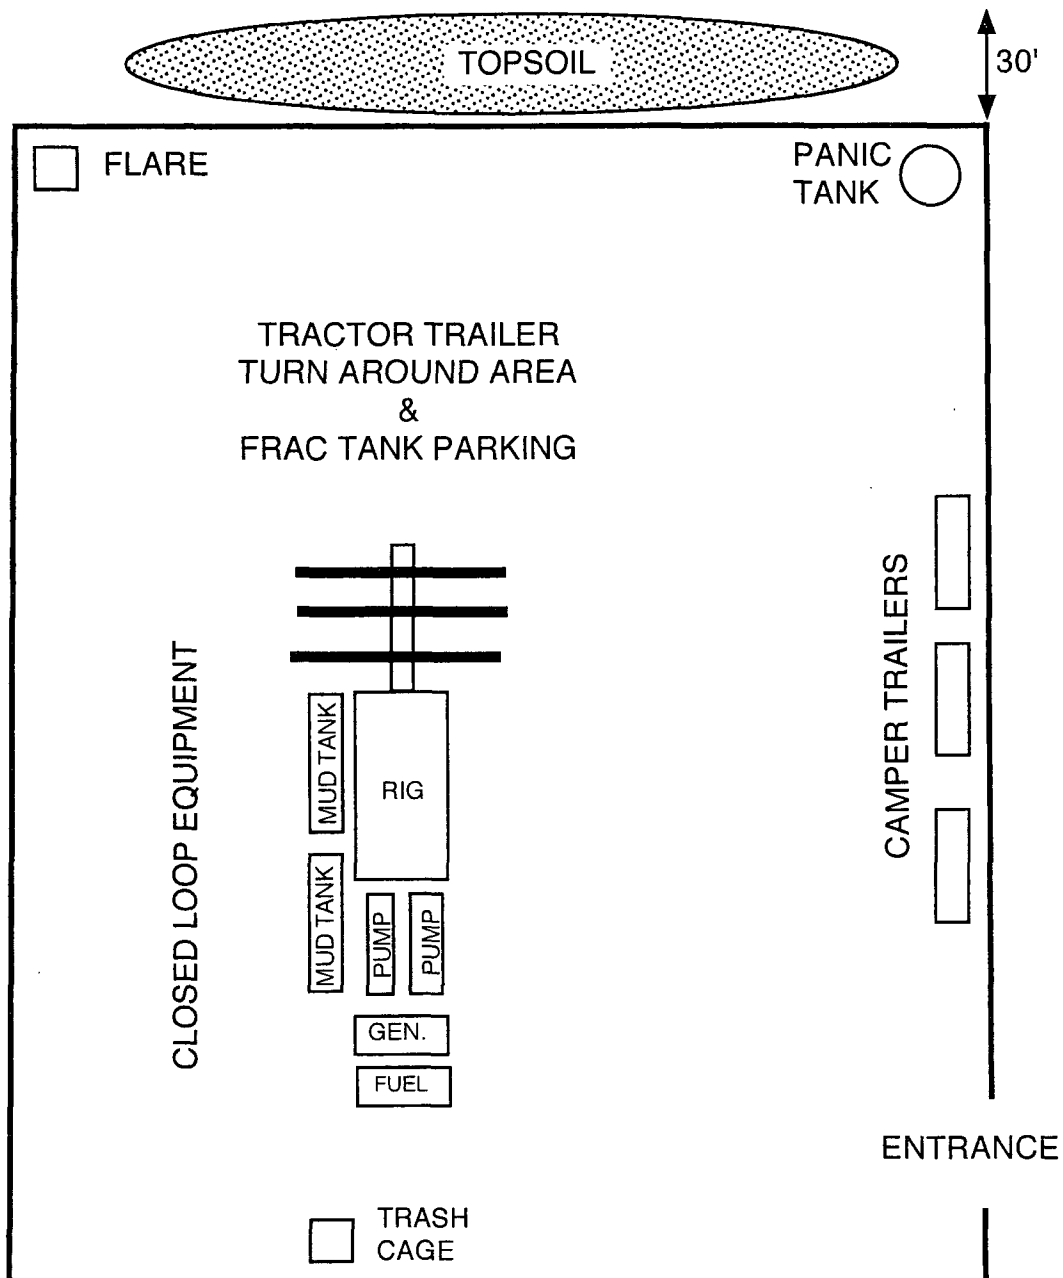 TOPSOIL
30'
FLARE
PANIC
TANK
TRACTOR TRAILER
TURN AROUND AREA
&
FRAC TANK PARKING
CLOSED LOOP EQUIPMENT
MUD TANK
RIG
CAMPER TRAILERS
MUD TANK
PUMP
PUMP
GEN.
FUEL
ENTRANCE
TRASH
CAGE